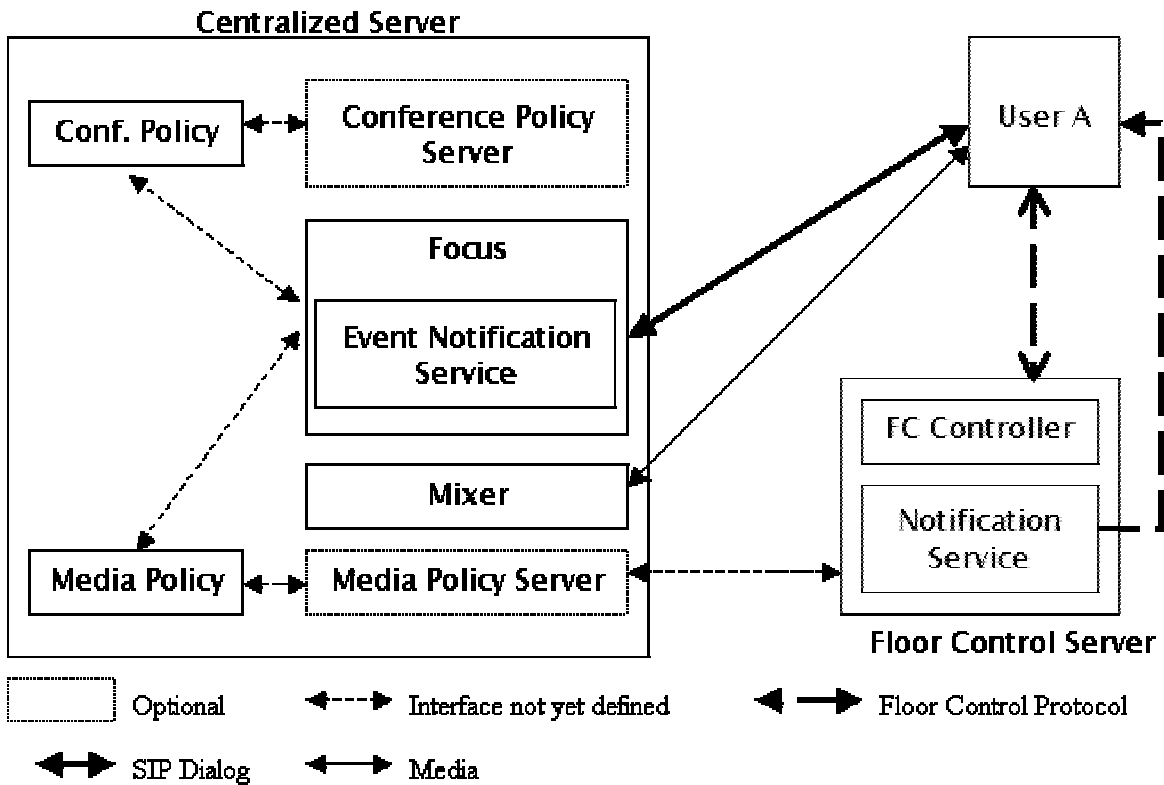 Centralized Server
Conf. Policy
Conference Policy
Server
User A
Focus
Event Notification
Service
FC Controller
Mixer
Notification
Service
Media Policy
Media Policy Server
Floor Control Server
Optional
Interface not yet defined
Floor Control Protocol
SIP Dialog
Media